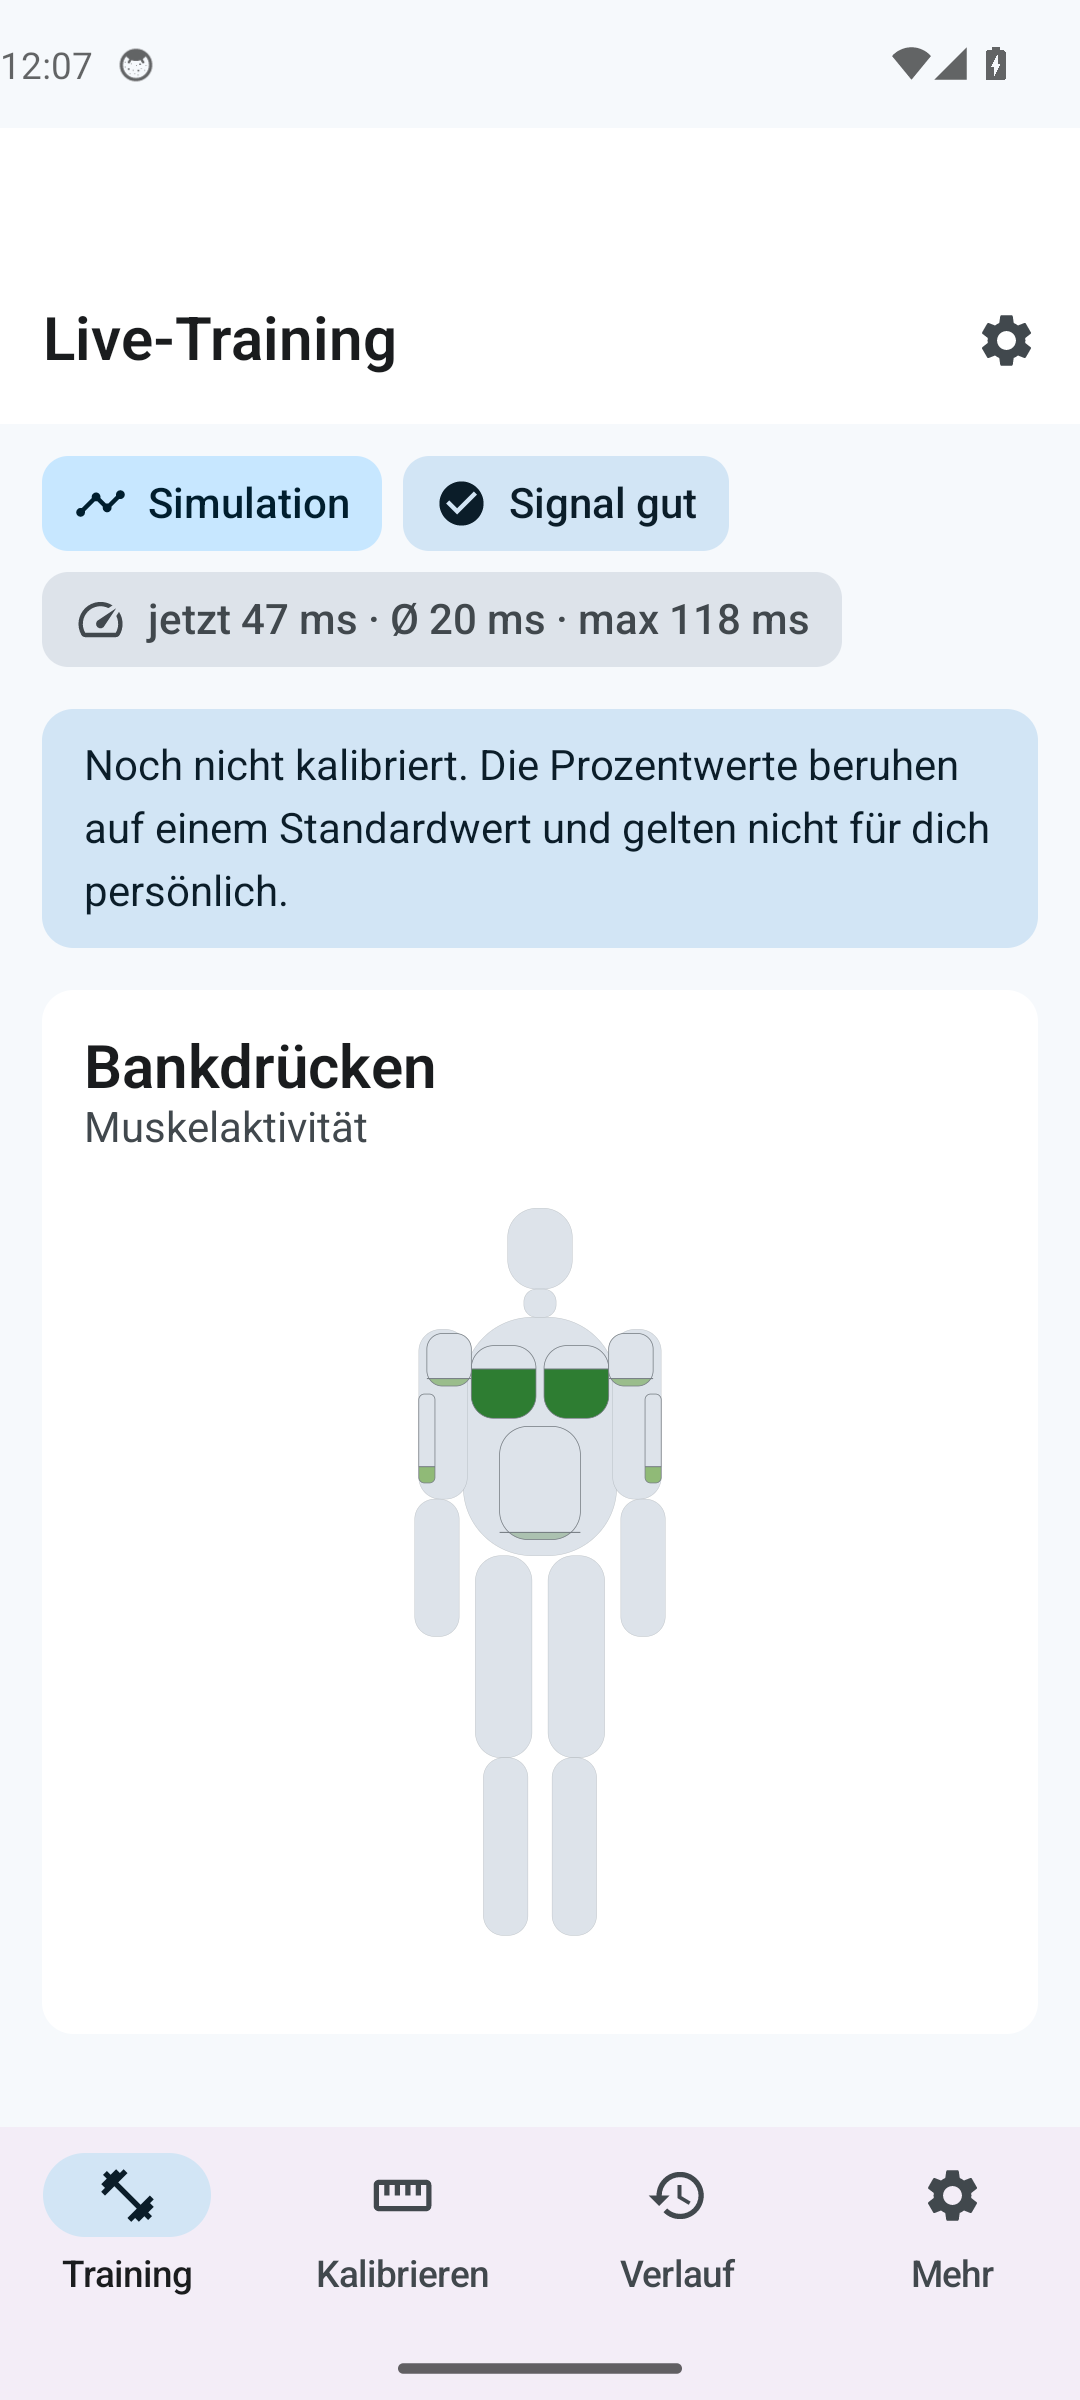 12:07
Live-Training
Simulation
Signal gut
jetzt 47 ms · Ø 20 ms · max 118 ms
Noch nicht kalibriert. Die Prozentwerte beruhen
auf einem Standardwert und gelten nicht für dich
persönlich.
Bankdrücken
Muskelaktivität
Training
Kalibrieren
Verlauf
Mehr